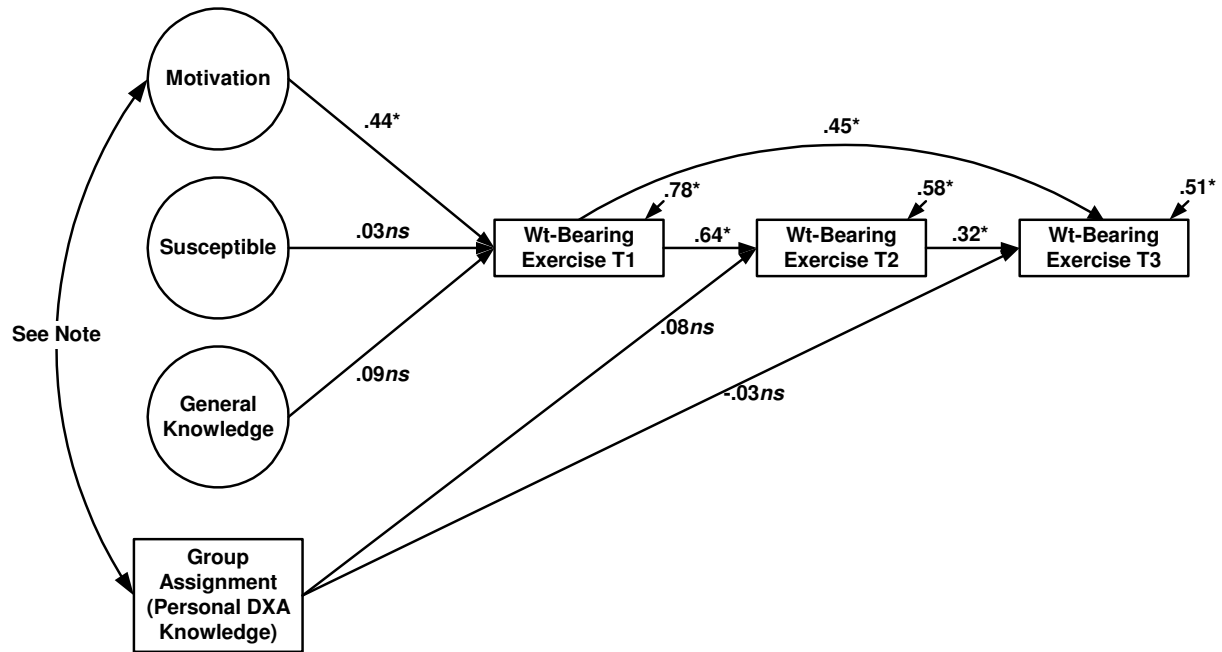 Motivation
.44*
.45*
.78*
.58*
.51*
Susceptible
.03ns
Wt-Bearing
Exercise T1
.64*
Wt-Bearing
Exercise T2
.32*
Wt-Bearing
Exercise T3
See Note
.08ns
.09ns
-.03ns
General
Knowledge
Group
Assignment
(Personal DXA
Knowledge)